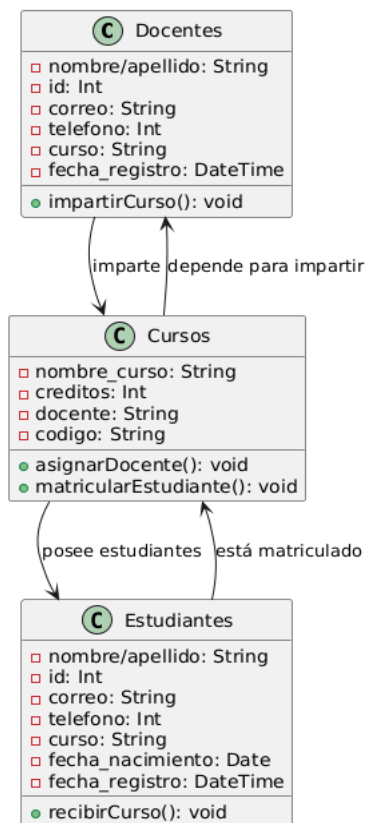 C Docentes
nombre/apellido: String
id: Int
correo: String
telefono: Int
curso: String
fecha_registro: DateTime
impartirCurso(): void
imparte depende para impartir
C Cursos
nombre_curso: String
creditos: Int
docente: String
codigo: String
asignarDocente(): void
matricularEstudiante(): void
posee estudiantes está matriculado
C Estudiantes
nombre/apellido: String
id: Int
correo: String
telefono: Int
curso: String
fecha_nacimiento: Date
fecha_registro: DateTime
recibirCurso(): void